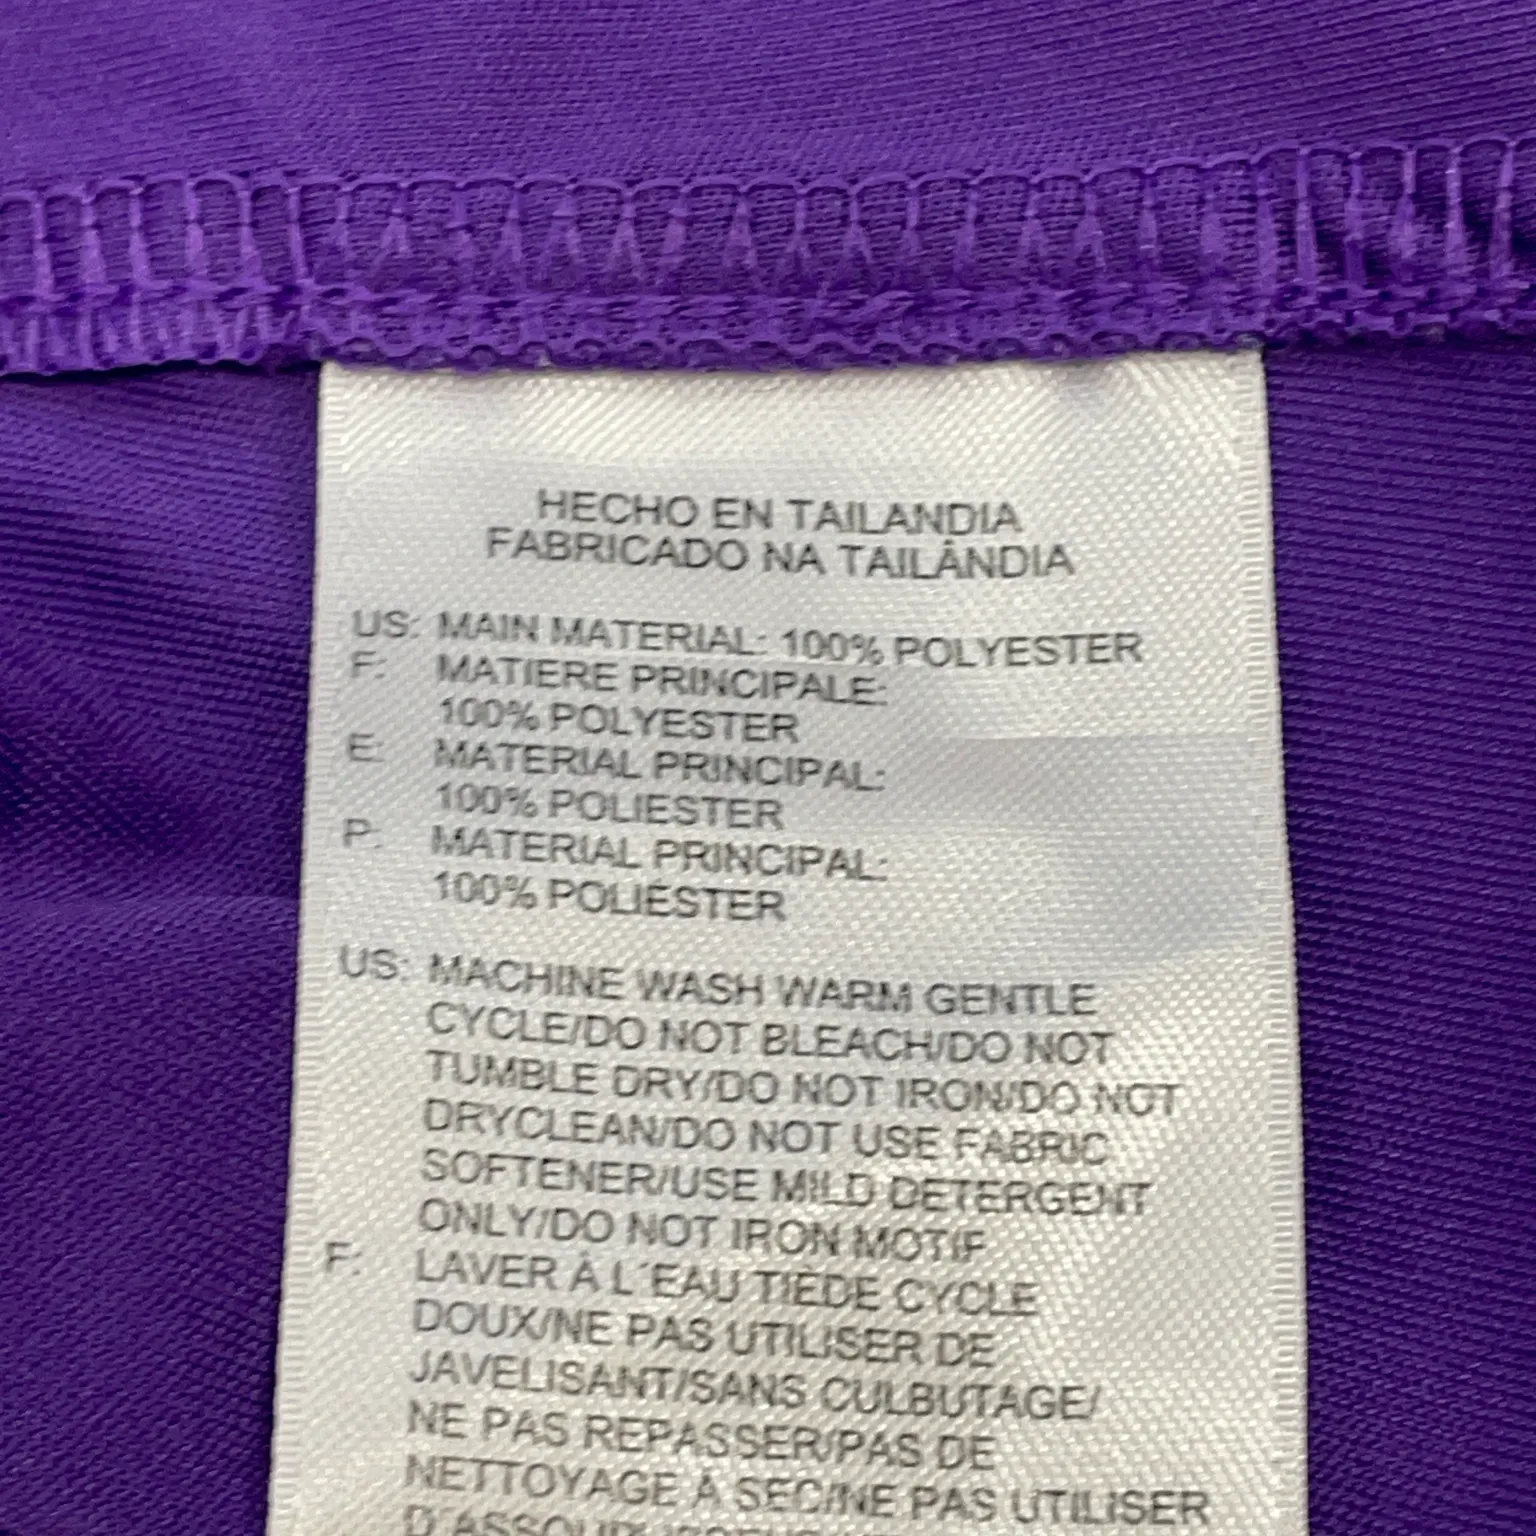 HECHO EN TAILANDIA
FABRICADO NA TAILÂNDIA
US: MAIN MATERIAL: 100% POLYESTER
F: MATIERE PRINCIPALE:
100% POLYESTER
E: MATERIAL PRINCIPAL:
100% POLIESTER
P: MATERIAL PRINCIPAL:
100% POLIÉSTER
US: MACHINE WASH WARM GENTLE
CYCLE/DO NOT BLEACH/DO NOT
TUMBLE DRY/DO NOT IRON/DO NOT
DRYCLEAN/DO NOT USE FABRIC
SOFTENER/USE MILD DETERGENT
ONLY/DO NOT IRON MOTIF
F: LAVER À L´EAU TIÈDE CYCLE
DOUX/NE PAS UTILISER DE
JAVELISANT/SANS CULBUTAGE/
NE PAS REPASSER/PAS DE
NETTOYAGE À SEC/NE PAS UTILISER